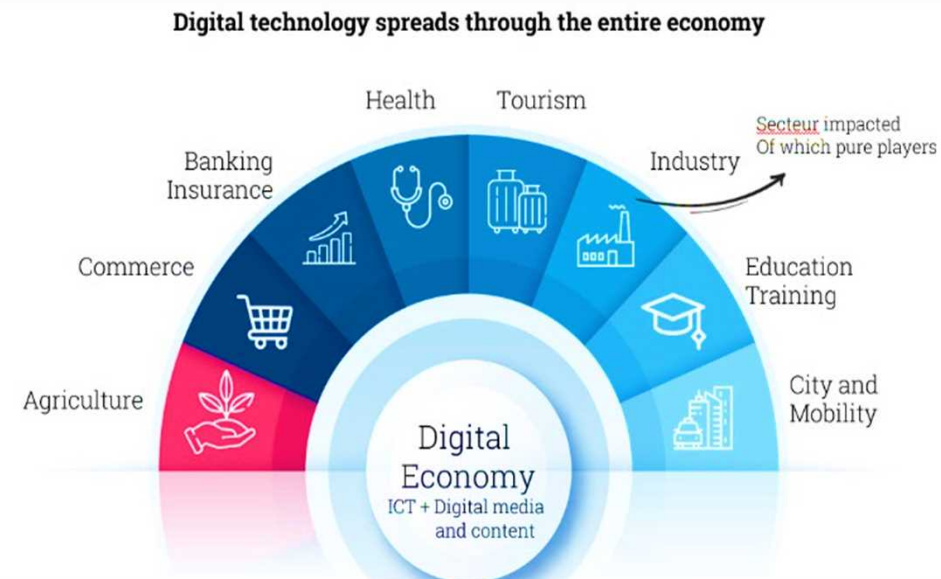 Digital technology spreads through the entire economy
Health
Tourism
Secteur impacted
Of which pure players
Banking
Insurance
Industry
Commerce
Education
Training
Agriculture
City and
Mobility
Digital
Economy
ICT + Digital media
and content